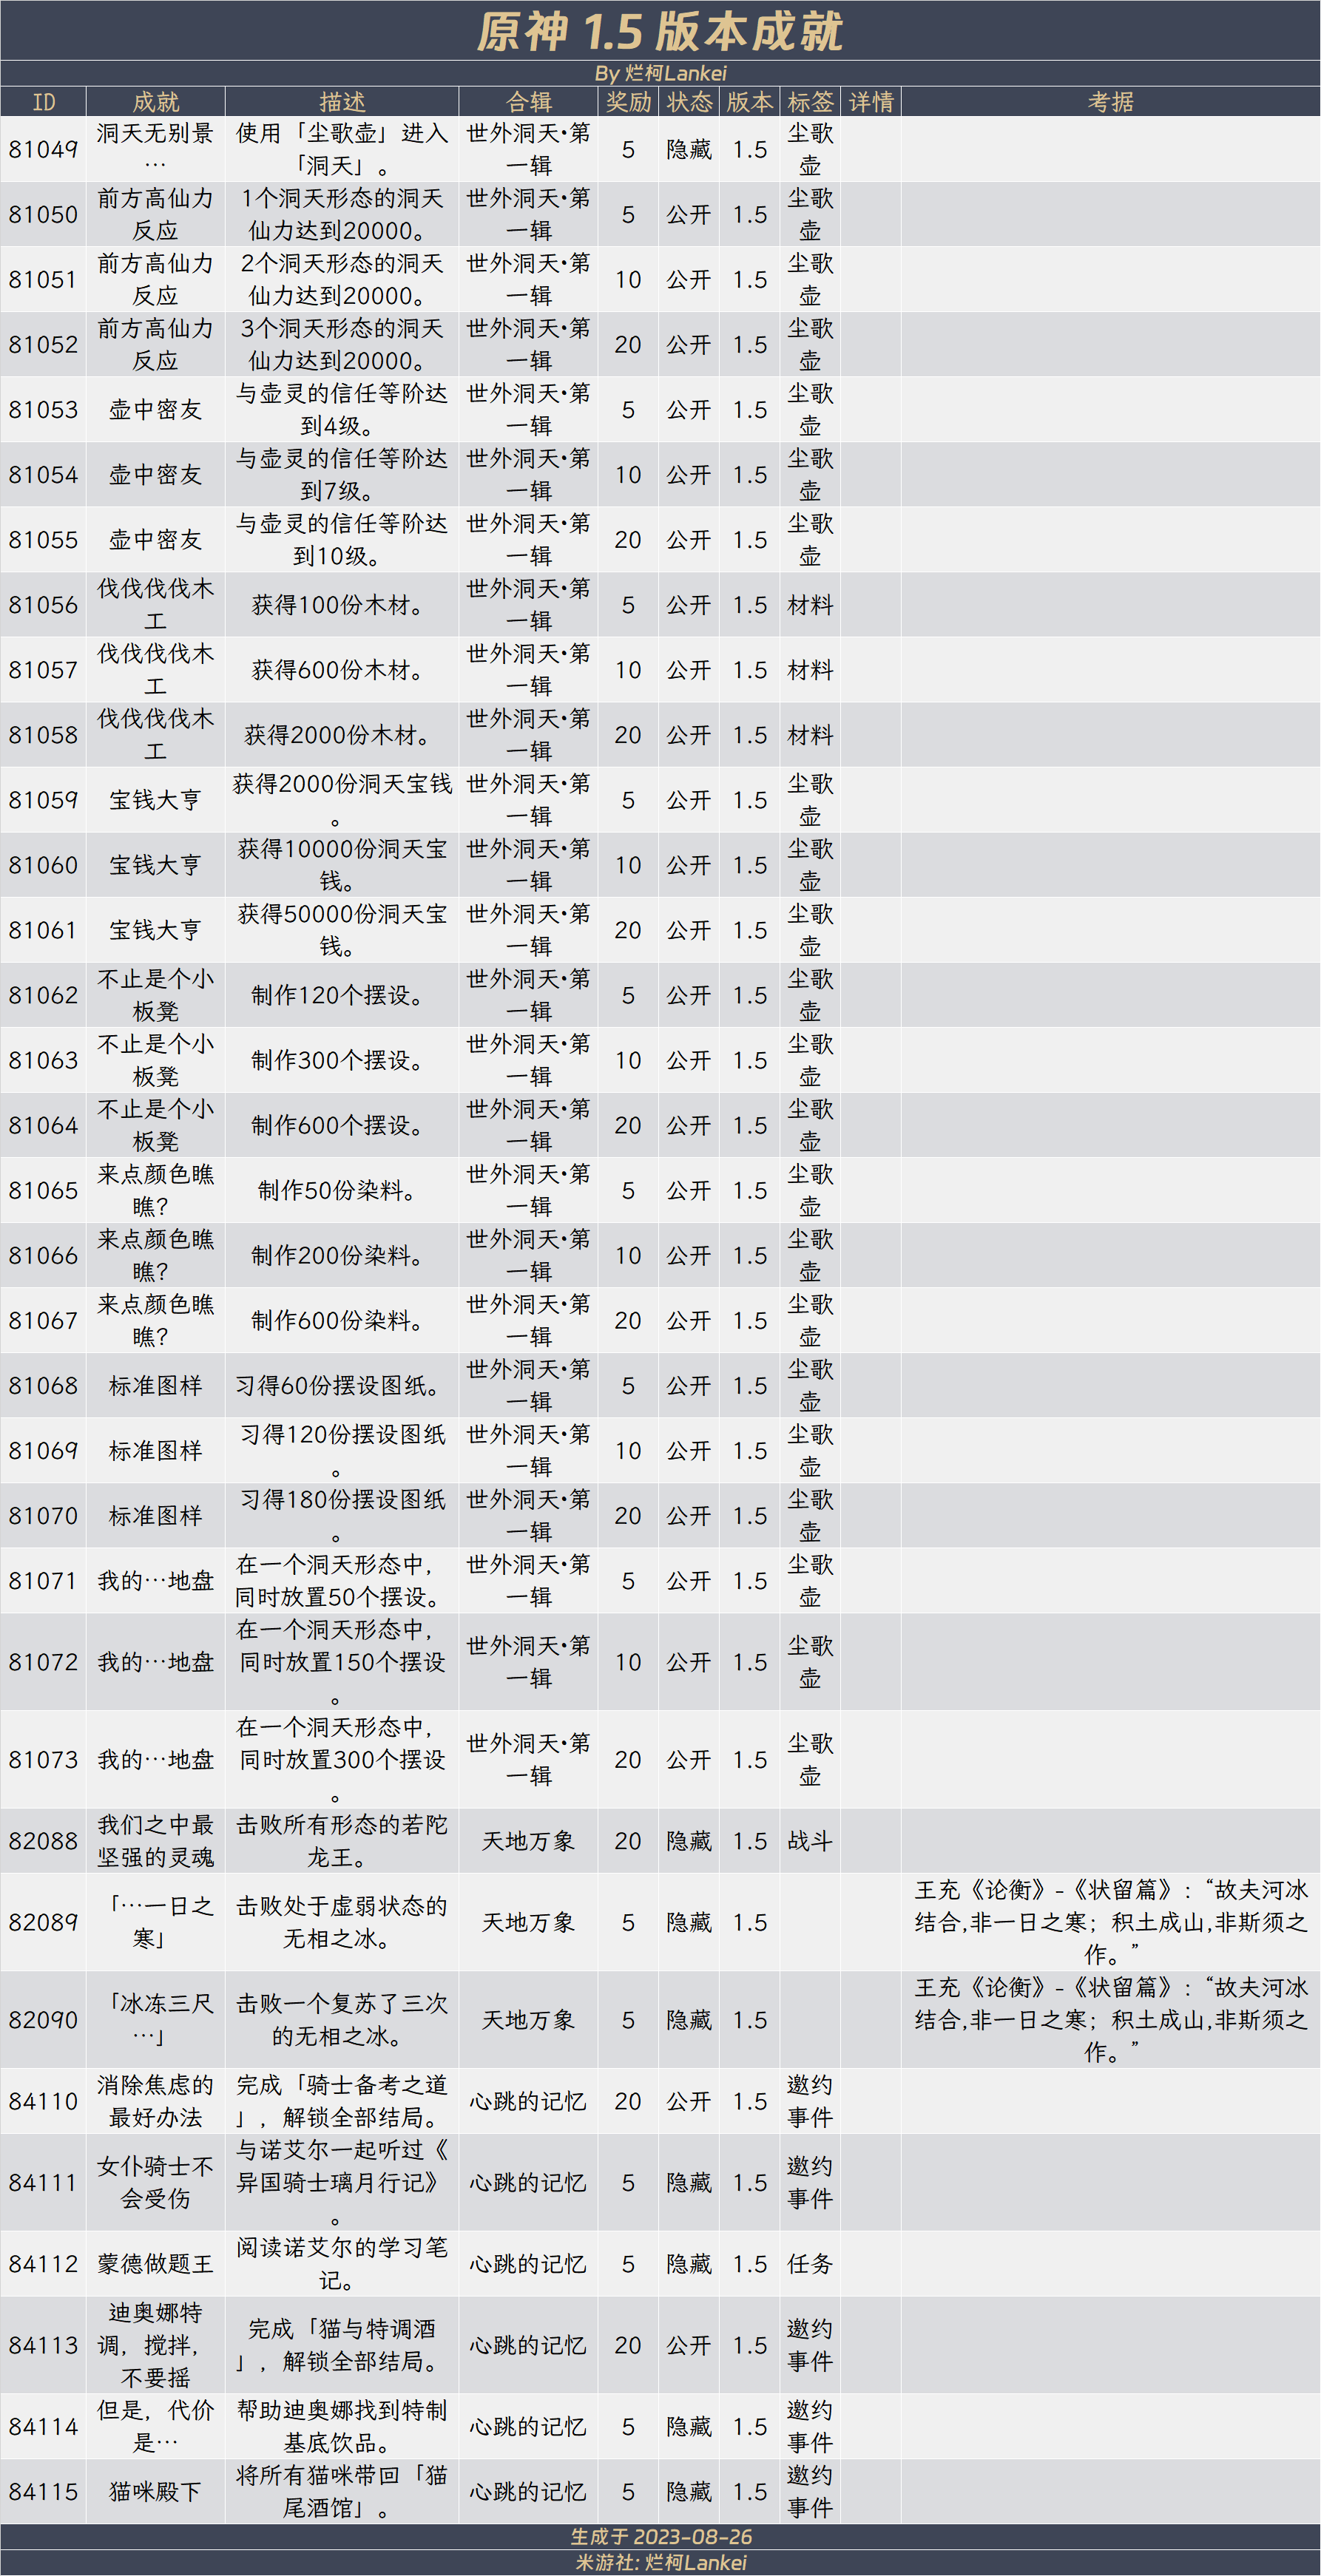 原神 1.5 版本成就
By 烂柯Lankei
ID 成就 描述 合辑 奖励 状态 版本 标签 详情 考据
81049 洞天无别景… 使用「尘歌壶」进入「洞天」。 世外洞天·第一辑 5 隐藏 1.5 尘歌壶
81050 前方高仙力反应 1个洞天形态的洞天仙力达到20000。 世外洞天·第一辑 5 公开 1.5 尘歌壶
81051 前方高仙力反应 2个洞天形态的洞天仙力达到20000。 世外洞天·第一辑 10 公开 1.5 尘歌壶
81052 前方高仙力反应 3个洞天形态的洞天仙力达到20000。 世外洞天·第一辑 20 公开 1.5 尘歌壶
81053 壶中密友 与壶灵的信任等阶达到4级。 世外洞天·第一辑 5 公开 1.5 尘歌壶
81054 壶中密友 与壶灵的信任等阶达到7级。 世外洞天·第一辑 10 公开 1.5 尘歌壶
81055 壶中密友 与壶灵的信任等阶达到10级。 世外洞天·第一辑 20 公开 1.5 尘歌壶
81056 伐伐伐伐木工 获得100份木材。 世外洞天·第一辑 5 公开 1.5 材料
81057 伐伐伐伐木工 获得600份木材。 世外洞天·第一辑 10 公开 1.5 材料
81058 伐伐伐伐木工 获得2000份木材。 世外洞天·第一辑 20 公开 1.5 材料
81059 宝钱大亨 获得2000份洞天宝钱。 世外洞天·第一辑 5 公开 1.5 尘歌壶
81060 宝钱大亨 获得10000份洞天宝钱。 世外洞天·第一辑 10 公开 1.5 尘歌壶
81061 宝钱大亨 获得50000份洞天宝钱。 世外洞天·第一辑 20 公开 1.5 尘歌壶
81062 不止是个小板凳 制作120个摆设。 世外洞天·第一辑 5 公开 1.5 尘歌壶
81063 不止是个小板凳 制作300个摆设。 世外洞天·第一辑 10 公开 1.5 尘歌壶
81064 不止是个小板凳 制作600个摆设。 世外洞天·第一辑 20 公开 1.5 尘歌壶
81065 来点颜色瞧瞧？ 制作50份染料。 世外洞天·第一辑 5 公开 1.5 尘歌壶
81066 来点颜色瞧瞧？ 制作200份染料。 世外洞天·第一辑 10 公开 1.5 尘歌壶
81067 来点颜色瞧瞧？ 制作600份染料。 世外洞天·第一辑 20 公开 1.5 尘歌壶
81068 标准图样 习得60份摆设图纸。 世外洞天·第一辑 5 公开 1.5 尘歌壶
81069 标准图样 习得120份摆设图纸。 世外洞天·第一辑 10 公开 1.5 尘歌壶
81070 标准图样 习得180份摆设图纸。 世外洞天·第一辑 20 公开 1.5 尘歌壶
81071 我的…地盘 在一个洞天形态中，同时放置50个摆设。 世外洞天·第一辑 5 公开 1.5 尘歌壶
81072 我的…地盘 在一个洞天形态中，同时放置150个摆设。 世外洞天·第一辑 10 公开 1.5 尘歌壶
81073 我的…地盘 在一个洞天形态中，同时放置300个摆设。 世外洞天·第一辑 20 公开 1.5 尘歌壶
82088 我们之中最坚强的灵魂 击败所有形态的若陀龙王。 天地万象 20 隐藏 1.5 战斗
82089 「…一日之寒」 击败处于虚弱状态的无相之冰。 天地万象 5 隐藏 1.5 王充《论衡》-《状留篇》：“故夫河冰结合,非一日之寒；积土成山,非斯须之作。”
82090 「冰冻三尺…」 击败一个复苏了三次的无相之冰。 天地万象 5 隐藏 1.5 王充《论衡》-《状留篇》：“故夫河冰结合,非一日之寒；积土成山,非斯须之作。”
84110 消除焦虑的最好办法 完成「骑士备考之道」，解锁全部结局。 心跳的记忆 20 公开 1.5 邀约事件
84111 女仆骑士不会受伤 与诺艾尔一起听过《异国骑士璃月行记》。 心跳的记忆 5 隐藏 1.5 邀约事件
84112 蒙德做题王 阅读诺艾尔的学习笔记。 心跳的记忆 5 隐藏 1.5 任务
84113 迪奥娜特调，搅拌，不要摇 完成「猫与特调酒」，解锁全部结局。 心跳的记忆 20 公开 1.5 邀约事件
84114 但是，代价是… 帮助迪奥娜找到特制基底饮品。 心跳的记忆 5 隐藏 1.5 邀约事件
84115 猫咪殿下 将所有猫咪带回「猫尾酒馆」。 心跳的记忆 5 隐藏 1.5 邀约事件
生成于 2023-08-26
米游社: 烂柯Lankei